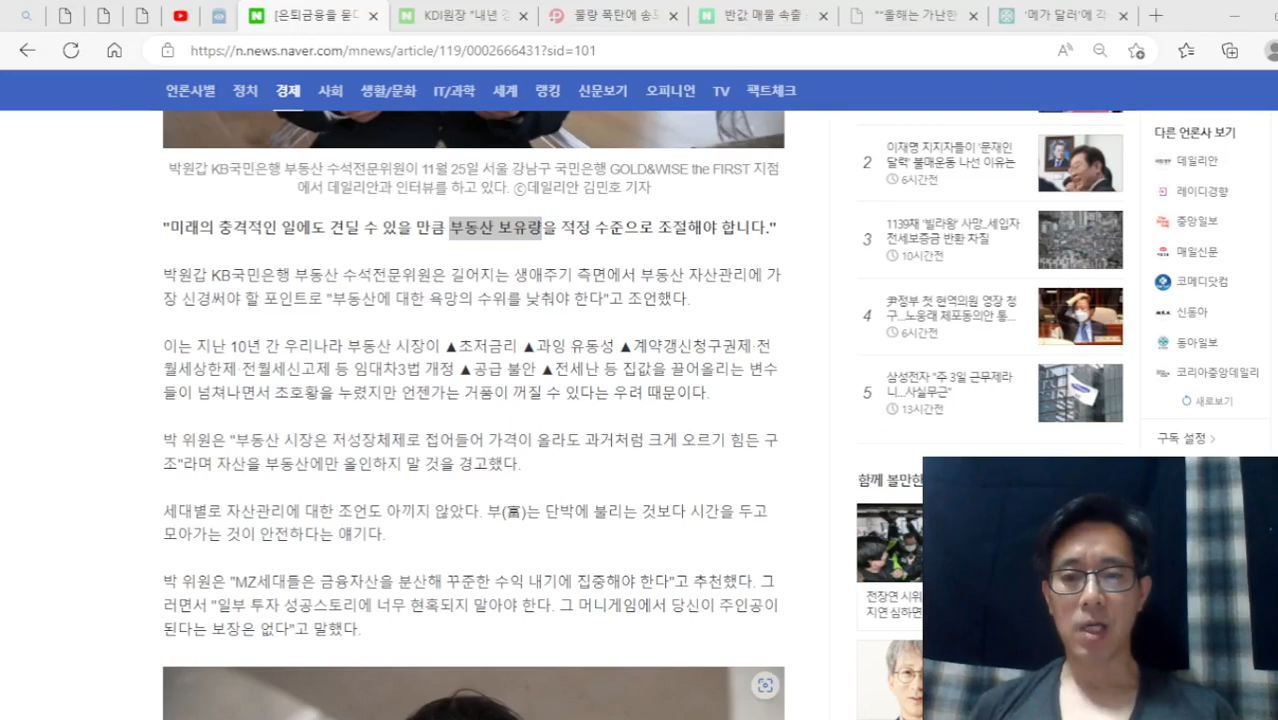 [은퇴금융을 묻다
KDI원장 "내년
물량 폭탄에 송도
반값 매물 속출
"올해는 가난한
'메가 달러'에 각
https://n.news.naver.com/mnews/article/119/0002666431?sid=101
언론사별 정치 경제 사회 생활/문화 IT/과학 세계 랭킹 신문보기 오피니언 TV 팩트체크
박원갑 KB국민은행 부동산 수석전문위원이 11월 25일 서울 강남구 국민은행 GOLD&WISE the FIRST 지점
에서 데일리안과 인터뷰를 하고 있다. ⓒ데일리안 김민호 기자
"미래의 충격적인 일에도 견딜 수 있을 만큼 부동산 보유량을 적정 수준으로 조절해야 합니다."
박원갑 KB국민은행 부동산 수석전문위원은 길어지는 생애주기 측면에서 부동산 자산관리에 가
장 신경써야 할 포인트로 "부동산에 대한 욕망의 수위를 낮춰야 한다"고 조언했다.
이는 지난 10년 간 우리나라 부동산 시장이 ▲초저금리 ▲과잉 유동성 ▲계약갱신청구권제·전
월세상한제·전월세신고제 등 임대차3법 개정 ▲공급 불안 ▲전세난 등 집값을 끌어올리는 변수
들이 넘쳐나면서 초호황을 누렸지만 언젠가는 거품이 꺼질 수 있다는 우려 때문이다.
박 위원은 "부동산 시장은 저성장체제로 접어들어 가격이 올라도 과거처럼 크게 오르기 힘든 구
조"라며 자산을 부동산에만 올인하지 말 것을 경고했다.
세대별로 자산관리에 대한 조언도 아끼지 않았다. 부(富)는 단박에 불리는 것보다 시간을 두고
모아가는 것이 안전하다는 얘기다.
박 위원은 "MZ세대들은 금융자산을 분산해 꾸준한 수익 내기에 집중해야 한다"고 추천했다. 그
러면서 "일부 투자 성공스토리에 너무 현혹되지 말아야 한다. 그 머니게임에서 당신이 주인공이
된다는 보장은 없다"고 말했다.
2
이재명 지지자들이 '문재인
달력' 불매운동 나선 이유는
6시간전
3
1139채 '빌라왕' 사망...세입자
전세보증금 반환 차질
10시간전
4
尹정부 첫 현역의원 영장 청
구...노웅래 체포동의안 통...
6시간전
5
삼성전자 "주 3일 근무제라
니...사실무근"
13시간전
함께 볼만한
전장연 시위
지연 심하면
다른 언론사 보기
데일리안
레이디경향
중앙일보
매일신문
코메디닷컴
신동아
동아일보
코리아중앙데일리
새로보기
구독 설정 >